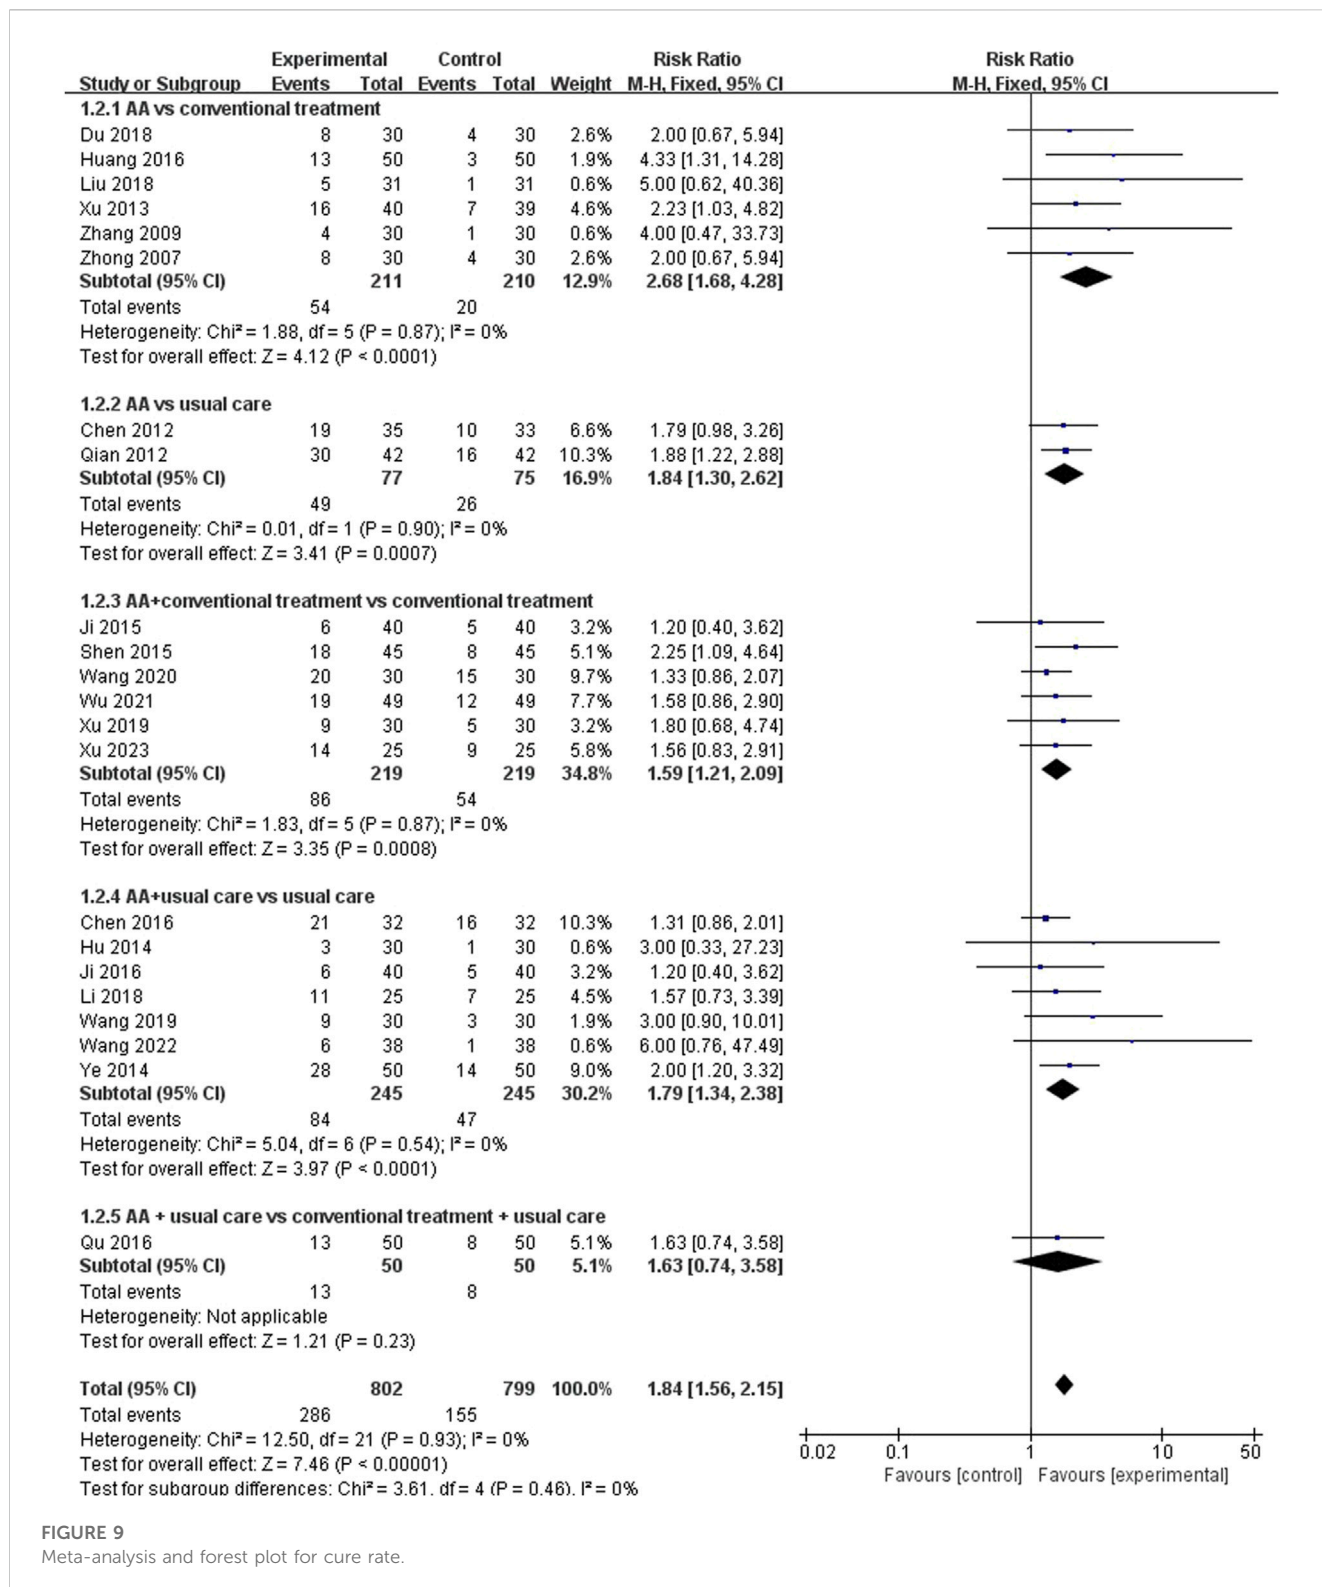 Experimental Control Risk Ratio Risk Ratio
Study or Subgroup Events Total Events Total Weight M-H, Fixed, 95% CI M-H, Fixed, 95% CI
1.2.1 AA vs conventional treatment
Du 2018 8 30 4 30 2.6% 2.00 [0.67, 5.94]
Huang 2016 13 50 3 50 1.9% 4.33 [1.31, 14.28]
Liu 2018 5 31 1 31 0.6% 5.00 [0.62, 40.36]
Xu 2013 16 40 7 39 4.6% 2.23 [1.03, 4.82]
Zhang 2009 4 30 1 30 0.6% 4.00 [0.47, 33.73]
Zhong 2007 8 30 4 30 2.6% 2.00 [0.67, 5.94]
Subtotal (95% CI) 211 210 12.9% 2.68 [1.68, 4.28]
Total events 54 20
Heterogeneity: Chi² = 1.88, df = 5 (P = 0.87); I² = 0%
Test for overall effect: Z = 4.12 (P < 0.0001)
1.2.2 AA vs usual care
Chen 2012 19 35 10 33 6.6% 1.79 [0.98, 3.26]
Qian 2012 30 42 16 42 10.3% 1.88 [1.22, 2.88]
Subtotal (95% CI) 77 75 16.9% 1.84 [1.30, 2.62]
Total events 49 26
Heterogeneity: Chi² = 0.01, df = 1 (P = 0.90); I² = 0%
Test for overall effect: Z = 3.41 (P = 0.0007)
1.2.3 AA+conventional treatment vs conventional treatment
Ji 2015 6 40 5 40 3.2% 1.20 [0.40, 3.62]
Shen 2015 18 45 8 45 5.1% 2.25 [1.09, 4.64]
Wang 2020 20 30 15 30 9.7% 1.33 [0.86, 2.07]
Wu 2021 19 49 12 49 7.7% 1.58 [0.86, 2.90]
Xu 2019 9 30 5 30 3.2% 1.80 [0.68, 4.74]
Xu 2023 14 25 9 25 5.8% 1.56 [0.83, 2.91]
Subtotal (95% CI) 219 219 34.8% 1.59 [1.21, 2.09]
Total events 86 54
Heterogeneity: Chi² = 1.83, df = 5 (P = 0.87); I² = 0%
Test for overall effect: Z = 3.35 (P = 0.0008)
1.2.4 AA+usual care vs usual care
Chen 2016 21 32 16 32 10.3% 1.31 [0.86, 2.01]
Hu 2014 3 30 1 30 0.6% 3.00 [0.33, 27.23]
Ji 2016 6 40 5 40 3.2% 1.20 [0.40, 3.62]
Li 2018 11 25 7 25 4.5% 1.57 [0.73, 3.39]
Wang 2019 9 30 3 30 1.9% 3.00 [0.90, 10.01]
Wang 2022 6 38 1 38 0.6% 6.00 [0.76, 47.49]
Ye 2014 28 50 14 50 9.0% 2.00 [1.20, 3.32]
Subtotal (95% CI) 245 245 30.2% 1.79 [1.34, 2.38]
Total events 84 47
Heterogeneity: Chi² = 5.04, df = 6 (P = 0.54); I² = 0%
Test for overall effect: Z = 3.97 (P < 0.0001)
1.2.5 AA + usual care vs conventional treatment + usual care
Qu 2016 13 50 8 50 5.1% 1.63 [0.74, 3.58]
Subtotal (95% CI) 50 50 5.1% 1.63 [0.74, 3.58]
Total events 13 8
Heterogeneity: Not applicable
Test for overall effect: Z = 1.21 (P = 0.23)
Total (95% CI) 802 799 100.0% 1.84 [1.56, 2.15]
Total events 286 155
Heterogeneity: Chi² = 12.50, df = 21 (P = 0.93); I² = 0%
Test for overall effect: Z = 7.46 (P < 0.00001)
Test for subgroup differences: Chi² = 3.61, df = 4 (P = 0.46), I² = 0%
0.02 0.1 1 10 50
Favours [control] Favours [experimental]
FIGURE 9
Meta-analysis and forest plot for cure rate.